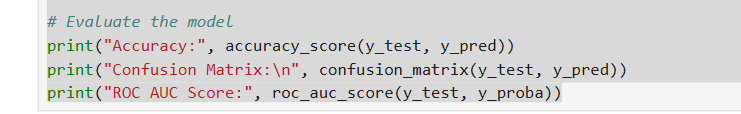 # Evaluate the model
print("Accuracy:", accuracy_score(y_test, y_pred))
print("Confusion Matrix:\n", confusion_matrix(y_test, y_pred))
print("ROC AUC Score:", roc_auc_score(y_test, y_proba))